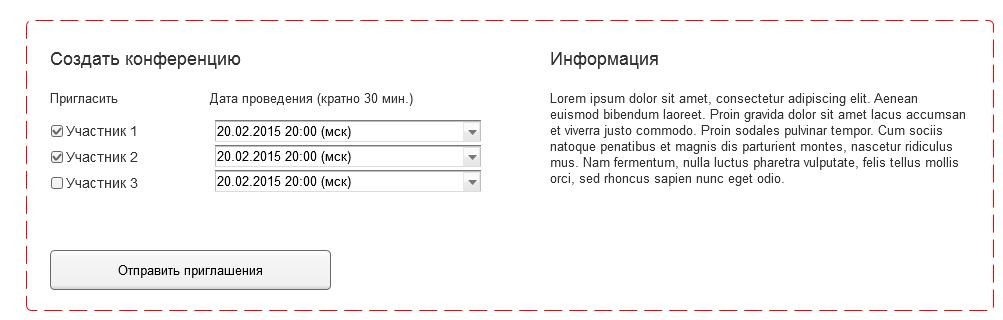 Создать конференцию
Пригласить
Дата проведения (кратно 30 мин.)
Участник 1
20.02.2015 20:00 (мск)
Участник 2
20.02.2015 20:00 (мск)
Участник 3
20.02.2015 20:00 (мск)
Отправить приглашения
Информация
Lorem ipsum dolor sit amet, consectetur adipiscing elit. Aenean
euismod bibendum laoreet. Proin gravida dolor sit amet lacus accumsan
et viverra justo commodo. Proin sodales pulvinar tempor. Cum sociis
natoque penatibus et magnis dis parturient montes, nascetur ridiculus
mus. Nam fermentum, nulla luctus pharetra vulputate, felis tellus mollis
orci, sed rhoncus sapien nunc eget odio.